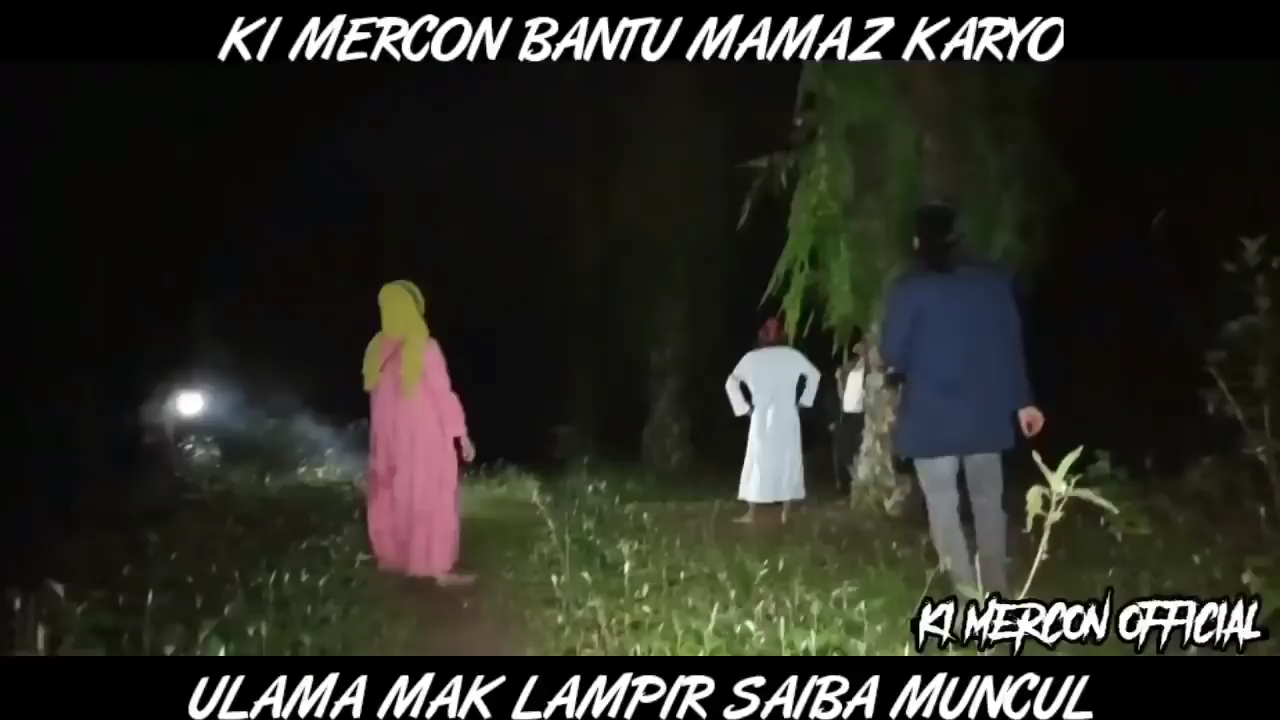 KI MERCON BANTU MAMAZ KARYO
KI MERCON OFFICIAL
ULAMA MAK LAMPIR SAIBA MUNCUL